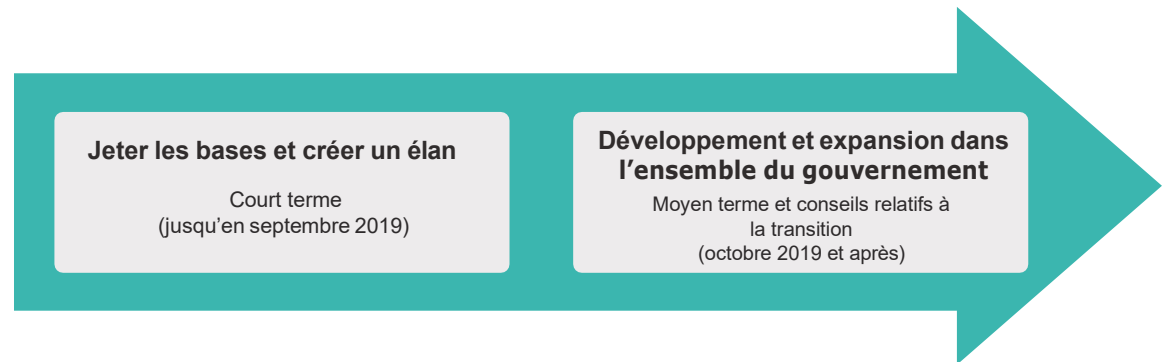 Jeter les bases et créer un élan
Court terme
(jusqu’en septembre 2019)
Développement et expansion dans
l’ensemble du gouvernement
Moyen terme et conseils relatifs à
la transition
(octobre 2019 et après)